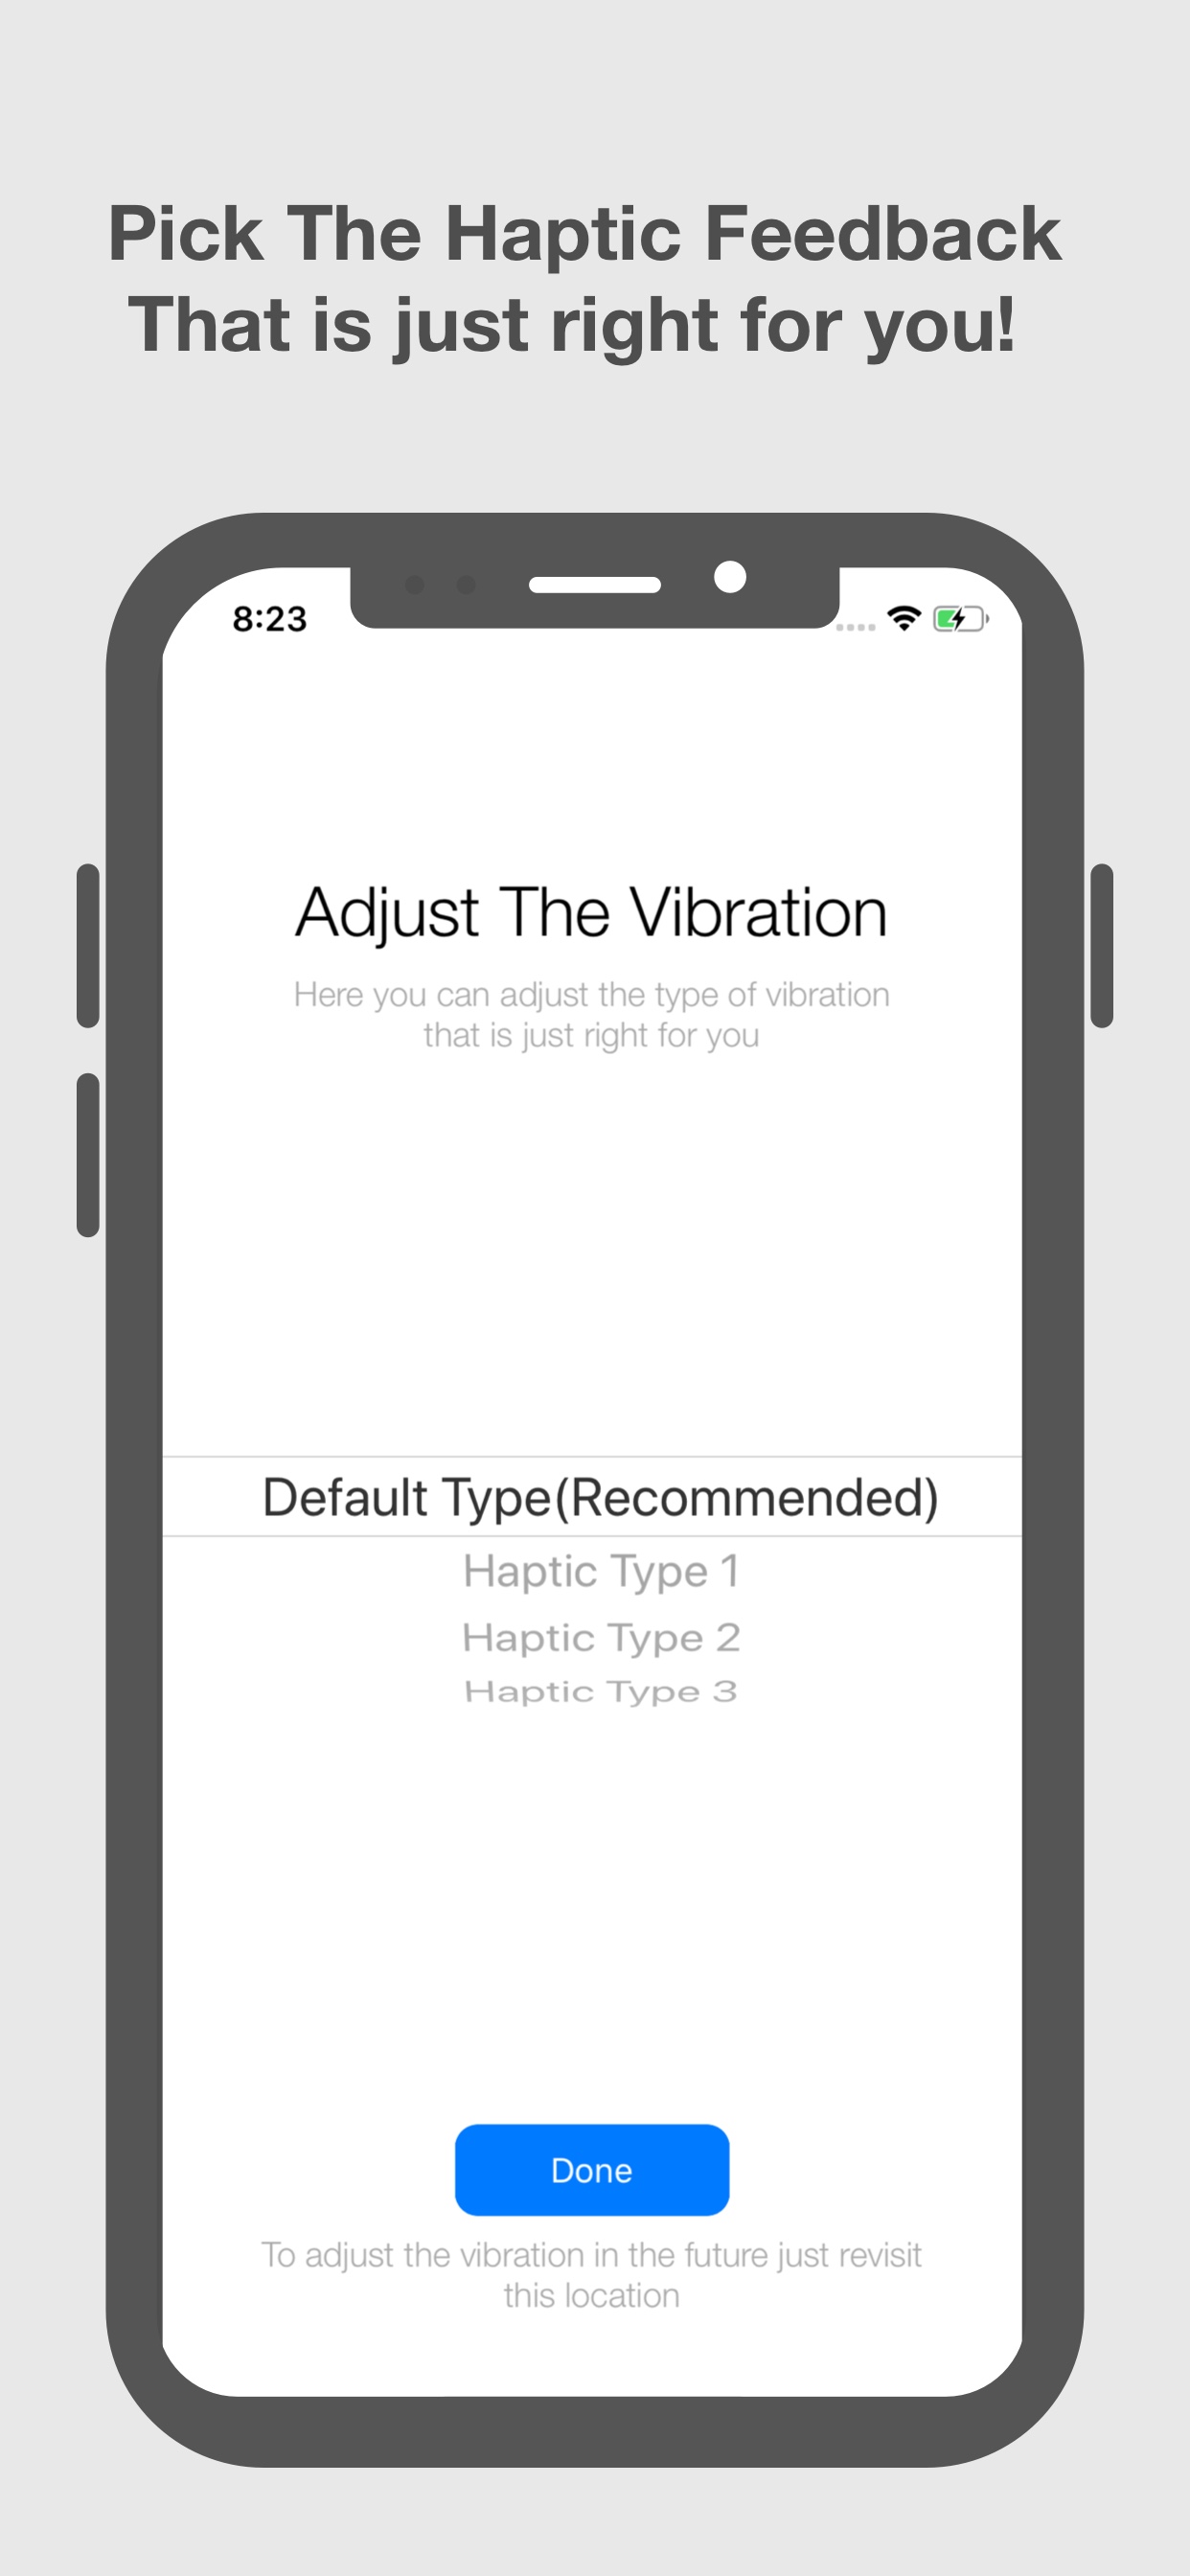 Pick The Haptic Feedback
That is just right for you!
8:23
Adjust The Vibration
Here you can adjust the type of vibration
that is just right for you
Default Type(Recommended)
Haptic Type 1
Haptic Type 2
Haptic Type 3
Done
To adjust the vibration in the future just revisit
this location